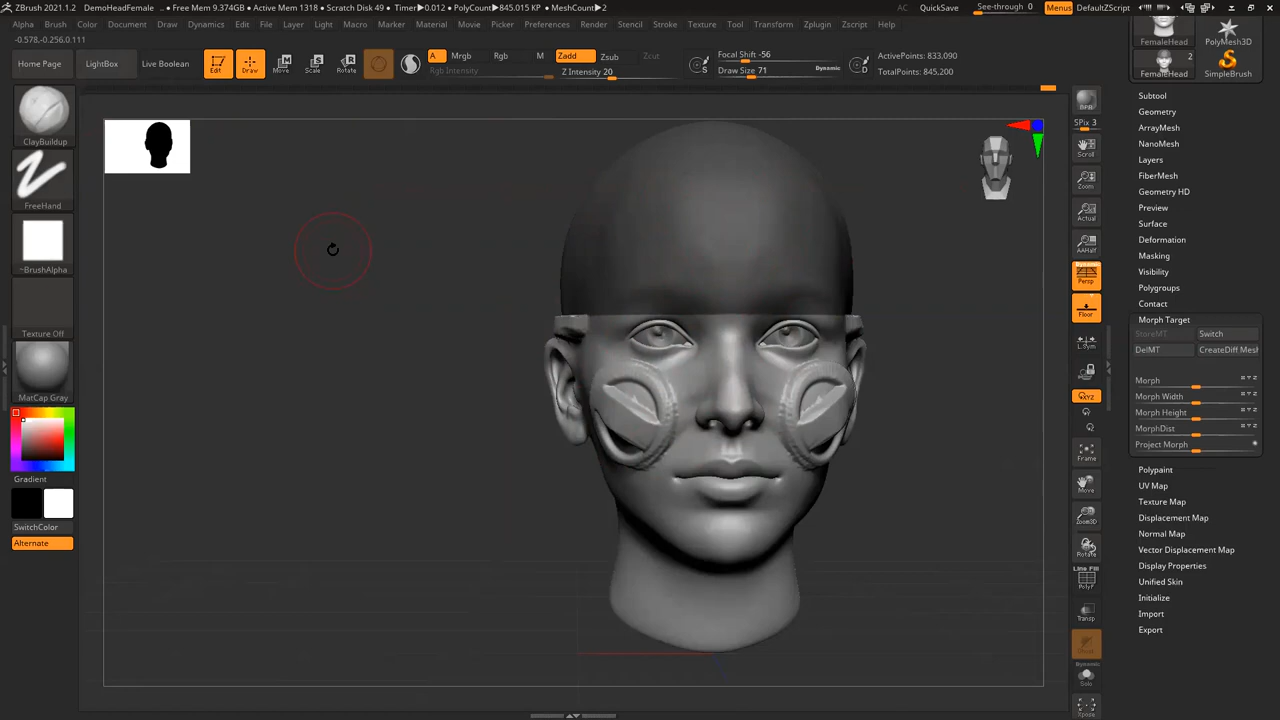 ZBrush 2021.1.2 DemoHeadFemale • Free Mem 9.374GB • Active Mem 1318 • Scratch Disk 49 • Timer▶0.012 • PolyCount▶845.015 KP • MeshCount▶2 AC QuickSave See-through 0 Menus DefaultZScript
Alpha Brush Color Document Draw Dynamics Edit File Layer Light Macro Marker Material Movie Picker Preferences Render Stencil Stroke Texture Tool Transform Zplugin Zscript Help
-0.578,-0.256,0.111
Home Page LightBox Live Boolean Edit Draw Move Scale Rotate A Mrgb Rgb M Zadd Zsub Zcut
Rgb Intensity Z Intensity 20
Focal Shift -56
Draw Size 71 Dynamic
S D
ActivePoints: 833,090
TotalPoints: 845,200
ClayBuildup
FreeHand
~BrushAlpha
Texture Off
MatCap Gray
Gradient
SwitchColor
Alternate
BPR
SPix 3
Scroll
Zoom
Actual
AAHalf
Dynamic
Persp
Floor
L.Sym
XYZ
Frame
Move
Zoom3D
Rotate
Line Fill
PolyF
Transp
Dynamic
Solo
Xpose
FemaleHead PolyMesh3D
2
FemaleHead SimpleBrush
Subtool
Geometry
ArrayMesh
NanoMesh
Layers
FiberMesh
Geometry HD
Preview
Surface
Deformation
Masking
Visibility
Polygroups
Contact
Morph Target
StoreMT Switch
DelMT CreateDiff Mesh
Morph
Morph Width
Morph Height
MorphDist
Project Morph
Polypaint
UV Map
Texture Map
Displacement Map
Normal Map
Vector Displacement Map
Display Properties
Unified Skin
Initialize
Import
Export